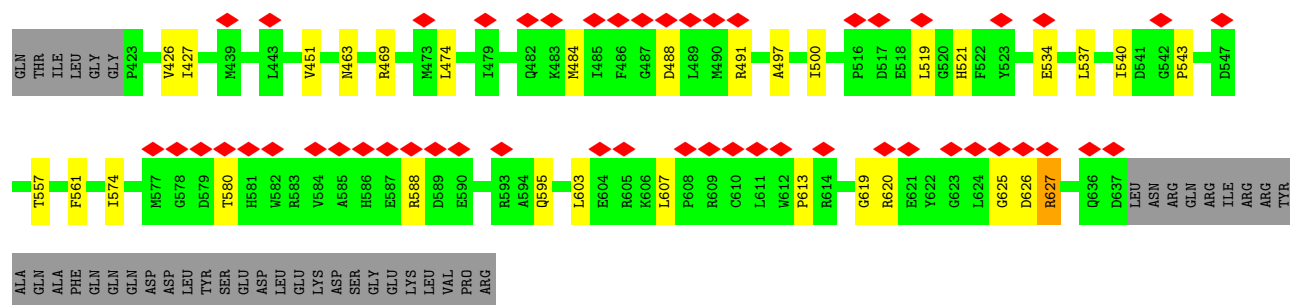 GLN THR ILE LEU GLY GLY P423 V426 I427 M439 L443 V451 N463 R469 M473 L474 I479 Q482 K483 M484 I485 F486 G487 D488 L489 M490 R491 A497 I500 P516 D517 E518 L519 G520 H521 F522 Y523 E534 L537 I540 D541 G542 P543 D547
T557 F561 I574 M577 G578 D579 T580 H581 W582 R583 V584 A585 H586 E587 R588 D589 E590 R593 A594 Q595 L603 E604 R605 K606 L607 P608 R609 C610 L611 W612 P613 R614 G619 R620 E621 Y622 G623 L624 G625 D626 R627 Q636 D637 LEU ASN ARG GLN ARG ILE ARG ARG TYR
ALA GLN ALA PHE GLN GLN GLN ASP ASP LEU TYR SER GLU ASP LEU GLU LYS ASP SER GLY GLU LYS LEU VAL PRO ARG